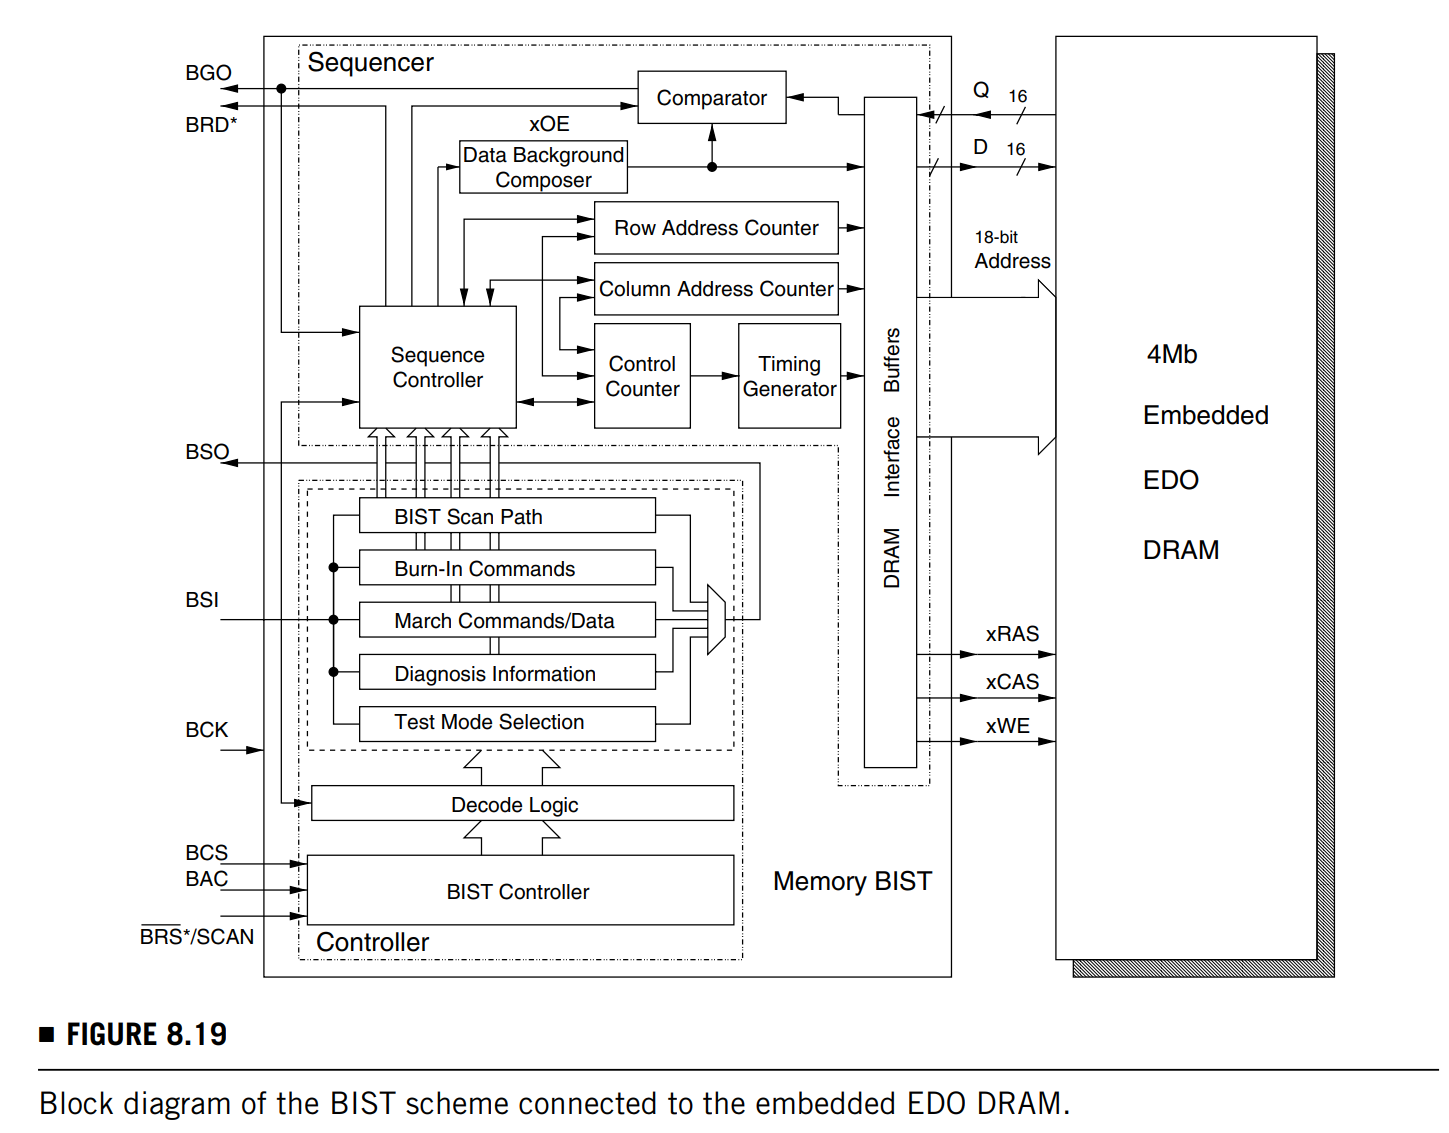 Sequencer
BGO
BRD*
Comparator
xOE
Data Background
Composer
Q
16
D
16
Row Address Counter
18-bit
Address
Column Address Counter
Sequence
Controller
Control
Counter
Timing
Generator
DRAM Interface Buffers
4Mb
Embedded
EDO
DRAM
BSO
BIST Scan Path
Burn-In Commands
BSI
March Commands/Data
Diagnosis Information
Test Mode Selection
xRAS
xCAS
xWE
BCK
Decode Logic
BCS
BAC
BIST Controller
Memory BIST
B̅R̅S̅*/SCAN
Controller
■ FIGURE 8.19
Block diagram of the BIST scheme connected to the embedded EDO DRAM.